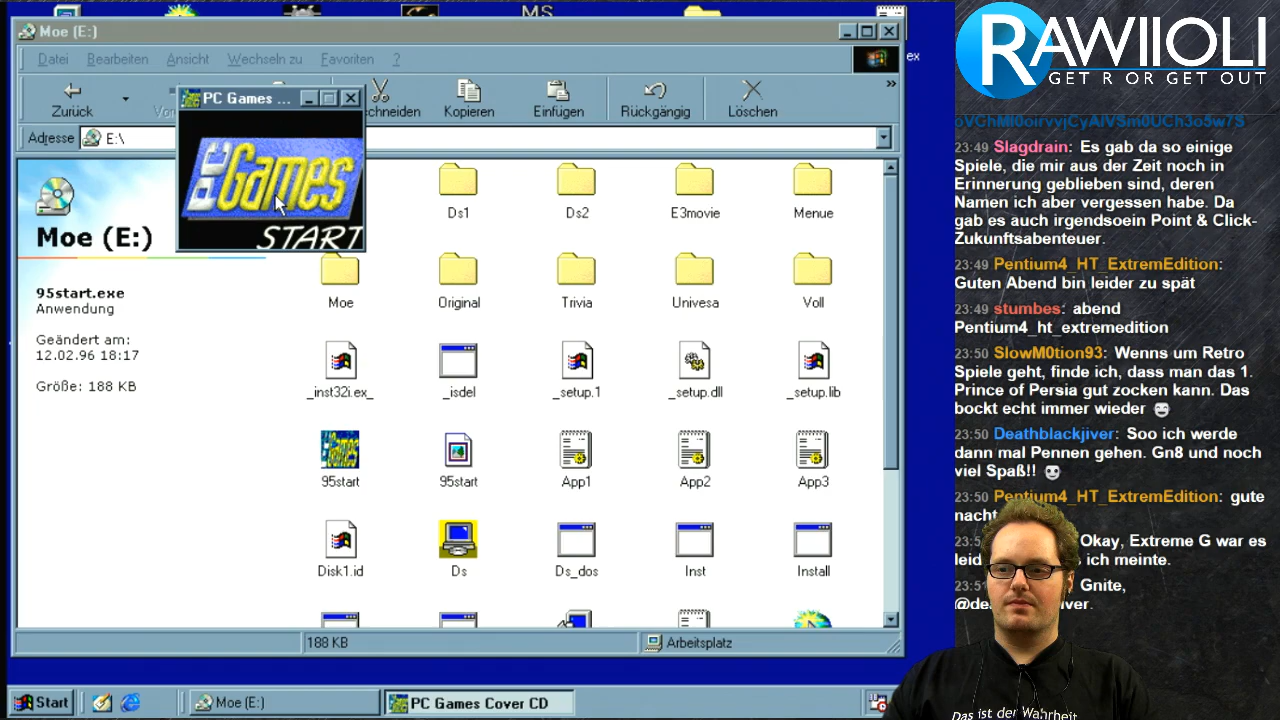 MS
Moe (E:)
Datei Bearbeiten Ansicht Wechseln zu Favoriten ?
Zurück chneiden Kopieren Einfügen Rückgängig Löschen
»
Adresse E:\
PC Games ...
PC Games
START
Moe (E:)
95start.exe
Anwendung
Geändert am:
12.02.96 18:17
Größe: 188 KB
Ds1 Ds2 E3movie Menue
Moe Original Trivia Univesa Voll
_inst32i.ex_ _isdel _setup.1 _setup.dll _setup.lib
95start 95start App1 App2 App3
Disk1.id Ds Ds_dos Inst Install
188 KB Arbeitsplatz
Start Moe (E:) PC Games Cover CD
ex
RAWIIOLI
GET R OR GET OUT
23:49 Slagdrain: Es gab da so einige
Spiele, die mir aus der Zeit noch in
Erinnerung geblieben sind, deren
Namen ich aber vergessen habe. Da
gab es auch irgendsoein Point & Click-
Zukunftsabenteuer.
23:49 Pentium4_HT_ExtremEdition:
Guten Abend bin leider zu spät
23:49 stumbes: abend
Pentium4_ht_extremedition
23:50 SlowM0tion93: Wenns um Retro
Spiele geht, finde ich, dass man das 1.
Prince of Persia gut zocken kann. Das
bockt echt immer wieder
23:50 Deathblackjiver: Soo ich werde
dann mal Pennen gehen. Gn8 und noch
viel Spaß!!
23:50 Pentium4_HT_ExtremEdition: gute
nacht
Okay, Extreme G war es
leid ich meinte.
Gnite,
Das ist der Wahrheit